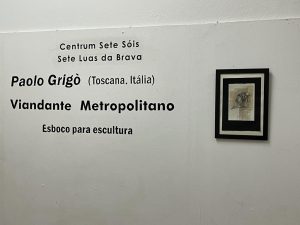 Centrum Sete Sóis
Sete Luas da Brava
Paolo Grigò (Toscana, Itália)
Viandante Metropolitano
Esboco para escultura